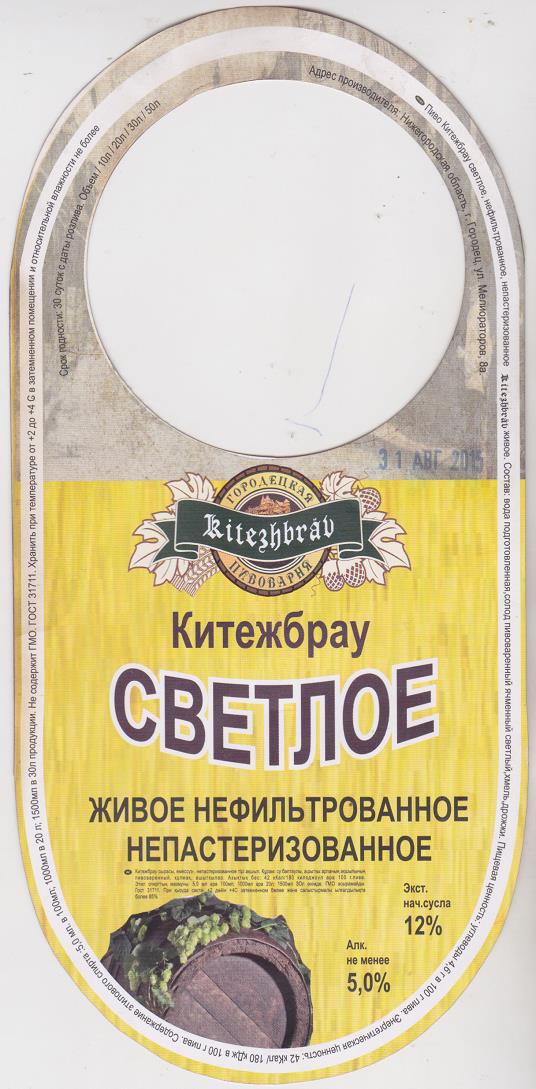 Адрес производителя: Нижегородская область, г. Городец, ул. Мелиораторов, 8а.
Срок годности: 30 суток с даты розлива. Объем / 10л / 20л / 30л / 50л
Пиво Китежбрау светлое, нефильтрованное, непастеризованное Kitezhbräu живое. Состав: вода подготовленная,солод пивоваренный ячменный светлый,хмель,дрожжи. Пищевая ценность: углеводы 4,6 г в 100 г пива. Энергетическая ценность: 42 кКал/ 180 кДж в 100 г пива. Содержание этилового спирта :5,0 мл. в 100мл; 1000мл в 20 л; 1500мл в 30л продукции. Не содержит ГМО. ГОСТ 31711. Хранить при температуре от +2 до +4 С в затемненном помещении и относительной влажности не более
31 АВГ 2015
ГОРОДЕЦКАЯ
Kitezhbräu
ПИВОВАРНЯ
Китежбрау
СВЕТЛОЕ
ЖИВОЕ НЕФИЛЬТРОВАННОЕ
НЕПАСТЕРИЗОВАННОЕ
Экст.
нач.сусла
12%
Алк.
не менее
5,0%